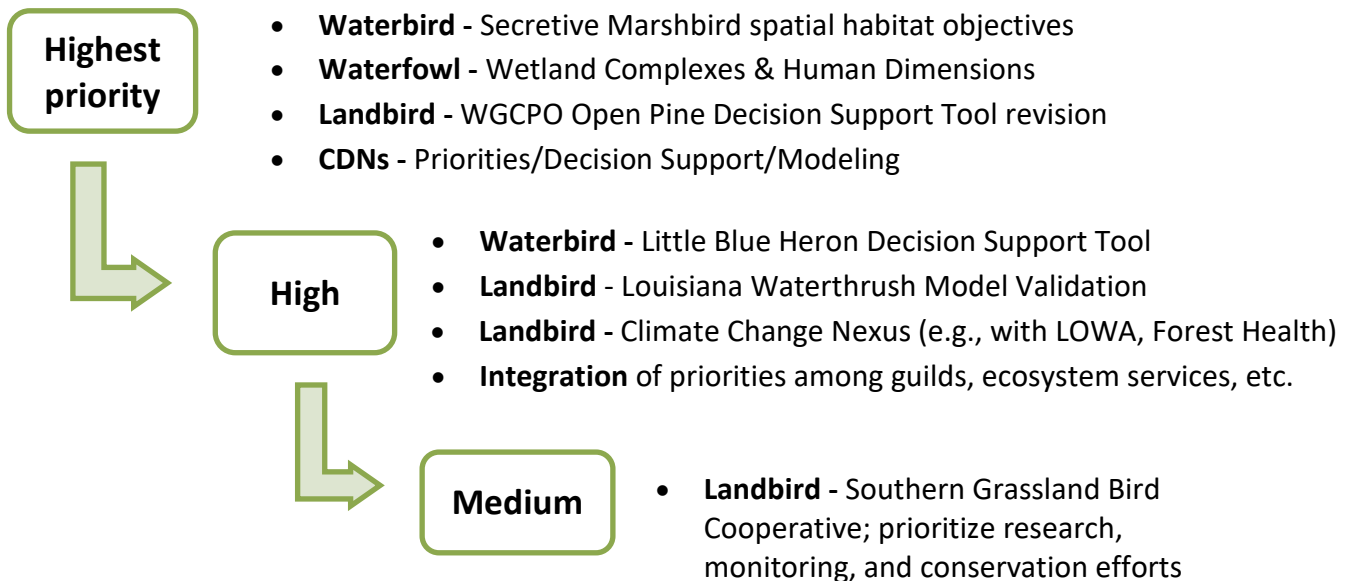 Highest
priority
• Waterbird - Secretive Marshbird spatial habitat objectives
• Waterfowl - Wetland Complexes & Human Dimensions
• Landbird - WGCPO Open Pine Decision Support Tool revision
• CDNs - Priorities/Decision Support/Modeling
High
• Waterbird - Little Blue Heron Decision Support Tool
• Landbird - Louisiana Waterthrush Model Validation
• Landbird - Climate Change Nexus (e.g., with LOWA, Forest Health)
• Integration of priorities among guilds, ecosystem services, etc.
Medium
• Landbird - Southern Grassland Bird
Cooperative; prioritize research,
monitoring, and conservation efforts